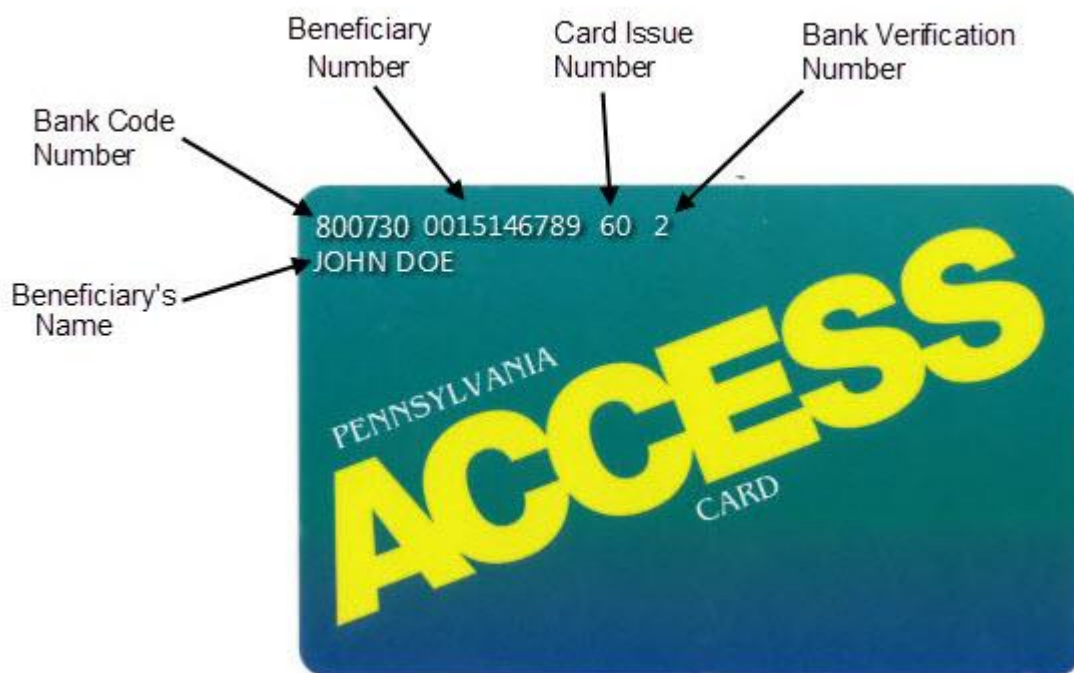 Beneficiary
Number
Card Issue
Number
Bank Verification
Number
Bank Code
Number
800730 0015146789 60 2
JOHN DOE
Beneficiary's
Name
PENNSYLVANIA
ACCESS
CARD